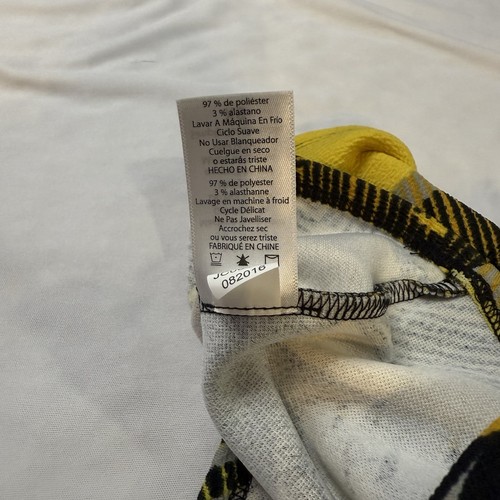 97 % de poliéster
3 % alastano
Lavar A Máquina En Frío
Ciclo Suave
No Usar Blanqueador
Cuelgue en seco
o estarás triste
HECHO EN CHINA
97 % de polyester
3 % alasthanne
Lavage en machine à froid
Cycle Délicat
Ne Pas Javelliser
Accrochez sec
ou vous serez triste
FABRIQUÉ EN CHINE
082016